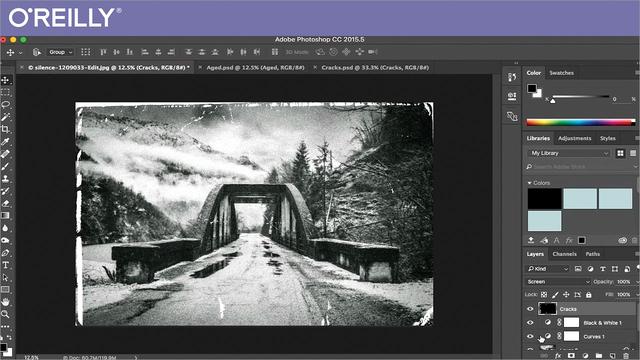 O'REILLY®
Adobe Photoshop CC 2015.5
Group
3D Mode:
© silence-1209033-Edit.jpg @ 12.5% (Cracks, RGB/8#) *
Aged.psd @ 12.5% (Aged, RGB/8#)
Cracks.psd @ 33.3% (Cracks, RGB/8#)
Color Swatches
K 0 %
Libraries Adjustments Styles
My Library
Search Adobe Stock
Colors
fx
Layers Channels Paths
Kind
Screen Opacity: 100%
Lock: Fill: 100%
Cracks
Black & White 1
Curves 1
fx
12.5% Doc: 60.7M/119.9M